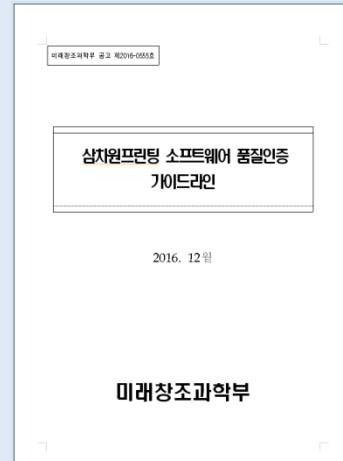 미래창조과학부 공고 제2016-0555호
삼차원프린팅 소프트웨어 품질인증
가이드라인
2016. 12월
미래창조과학부